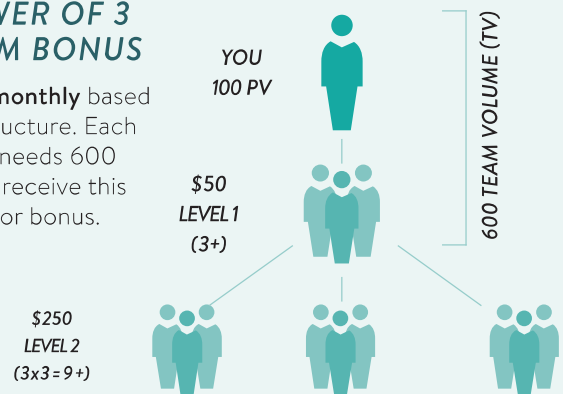 WER OF 3
M BONUS
monthly based
ucture. Each
needs 600
receive this
or bonus.
YOU
100 PV
$50
LEVEL 1
(3+)
$250
LEVEL 2
(3x3=9+)
600 TEAM VOLUME (TV)